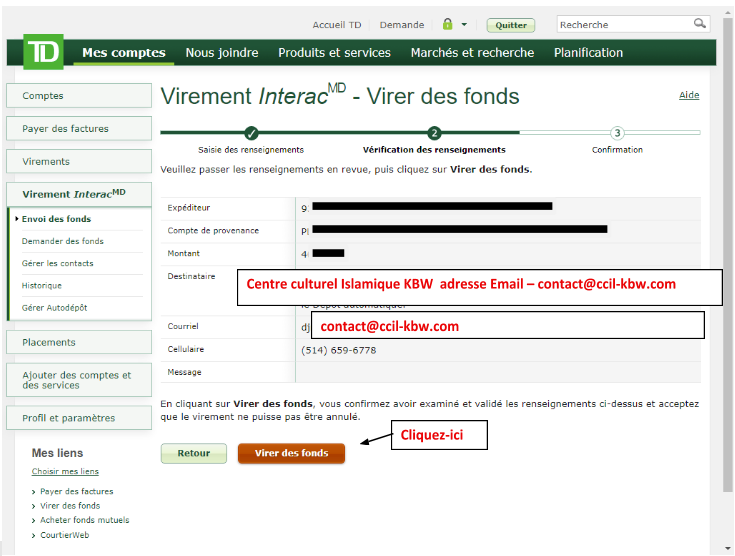 Accueil TD Demande Quitter Recherche
TD Mes comptes Nous joindre Produits et services Marchés et recherche Planification
Comptes
Payer des factures
Virements
Virement Interac^MD
Envoi des fonds
Demander des fonds
Gérer les contacts
Historique
Gérer Autodépôt
Placements
Ajouter des comptes et
des services
Profil et paramètres
Mes liens
Choisir mes liens
Payer des factures
Virer des fonds
Acheter fonds mutuels
CourtierWeb
Virement Interac^MD - Virer des fonds
Aide
2 3
Saisie des renseignements Vérification des renseignements Confirmation
Veuillez passer les renseignements en revue, puis cliquez sur Virer des fonds.
Expéditeur 9
Compte de provenance
Montant 4
Destinataire Centre culturel Islamique KBW adresse Email – contact@ccil-kbw.com
Courriel dj contact@ccil-kbw.com
Cellulaire (514) 659-6778
Message
En cliquant sur Virer des fonds, vous confirmez avoir examiné et validé les renseignements ci-dessus et acceptez
que le virement ne puisse pas être annulé.
Cliquez-ici
Retour Virer des fonds